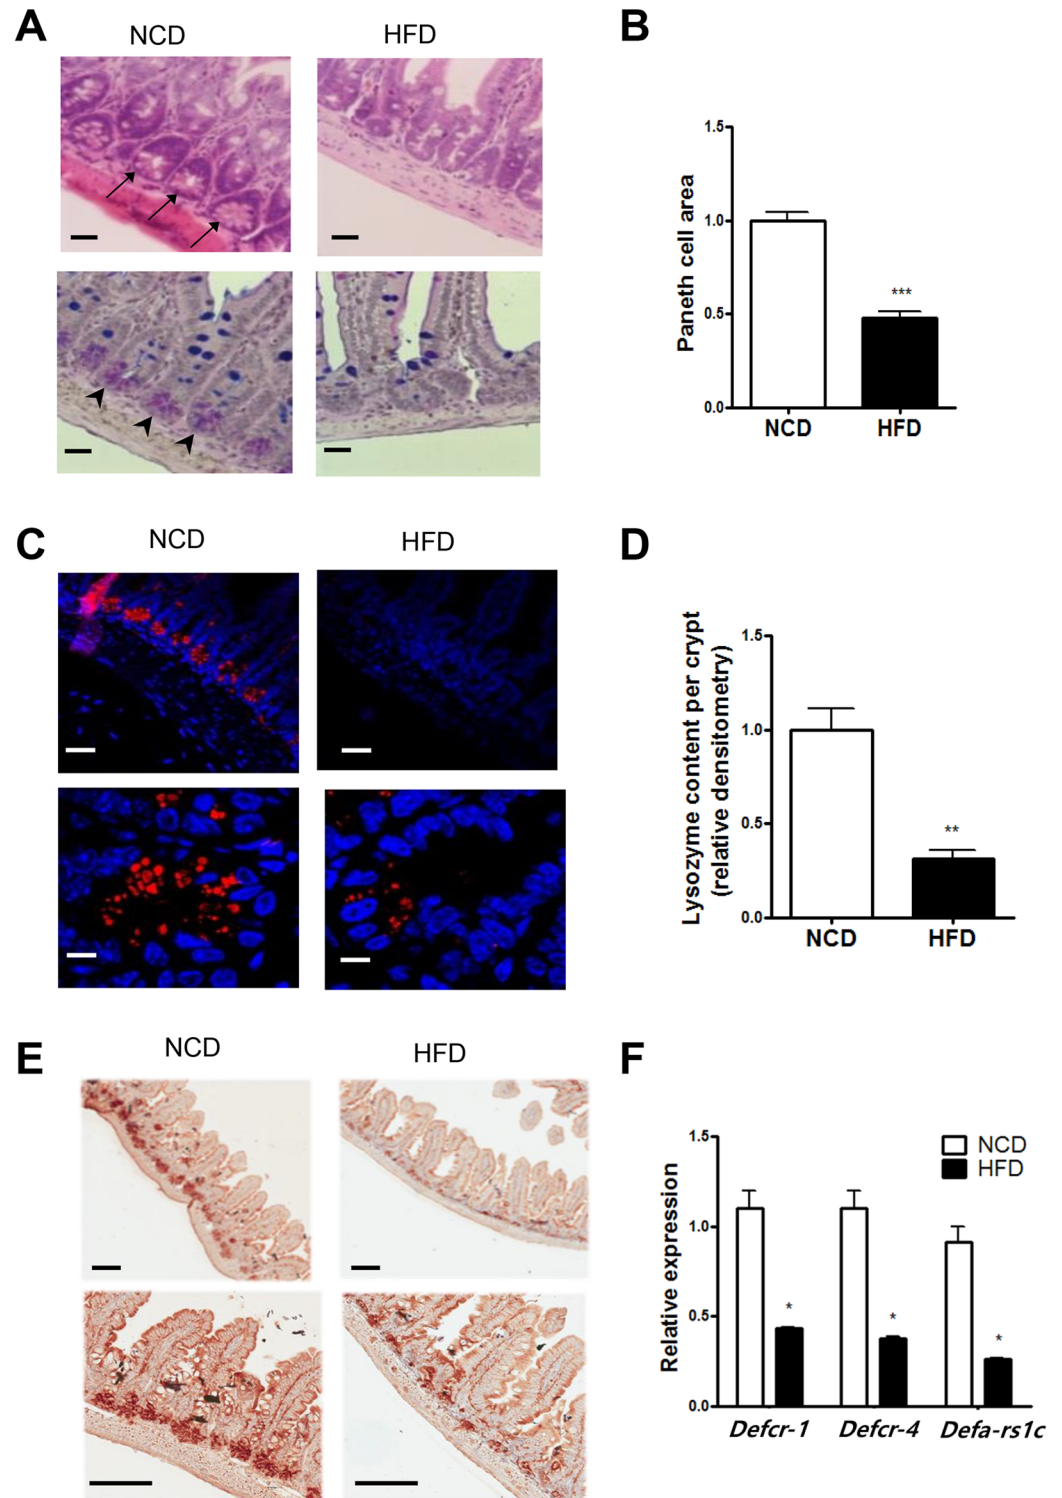 A
NCD
HFD
B
1.5
1.0
0.5
0.0
Paneth cell area
***
NCD
HFD
C
NCD
HFD
D
1.5
1.0
0.5
0.0
Lysozyme content per crypt
(relative densitometry)
**
NCD
HFD
E
NCD
HFD
F
1.5
1.0
0.5
0.0
Relative expression
NCD
HFD
*
*
*
Defcr-1
Defcr-4
Defa-rs1c